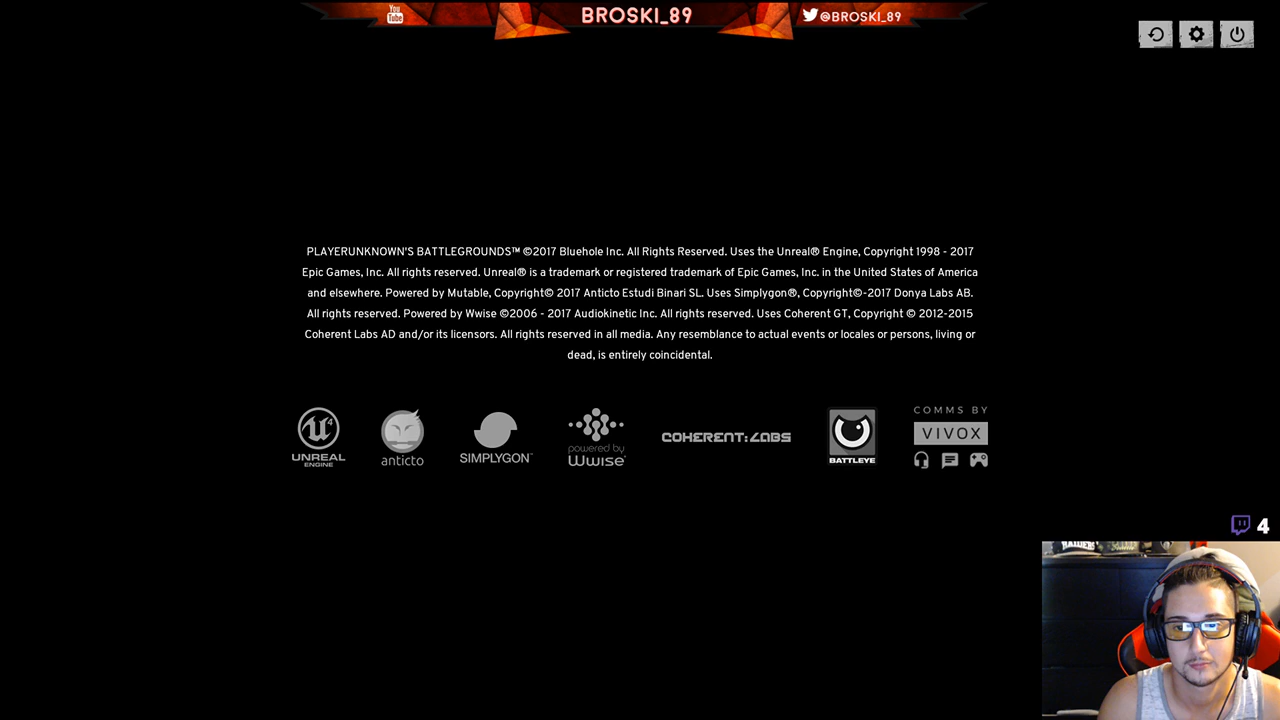 You Tube
BROSKI_89
@BROSKI_89
PLAYERUNKNOWN'S BATTLEGROUNDS™ ©2017 Bluehole Inc. All Rights Reserved. Uses the Unreal® Engine, Copyright 1998 - 2017
Epic Games, Inc. All rights reserved. Unreal® is a trademark or registered trademark of Epic Games, Inc. in the United States of America
and elsewhere. Powered by Mutable, Copyright© 2017 Anticto Estudi Binari SL. Uses Simplygon®, Copyright©-2017 Donya Labs AB.
All rights reserved. Powered by Wwise ©2006 - 2017 Audiokinetic Inc. All rights reserved. Uses Coherent GT, Copyright © 2012-2015
Coherent Labs AD and/or its licensors. All rights reserved in all media. Any resemblance to actual events or locales or persons, living or
dead, is entirely coincidental.
4
UNREAL
ENGINE
anticto
SIMPLYGON™
powered by
Wwise
COHERENT:LABS
BATTLEYE
COMMS BY
VIVOX
4
RAIDERS